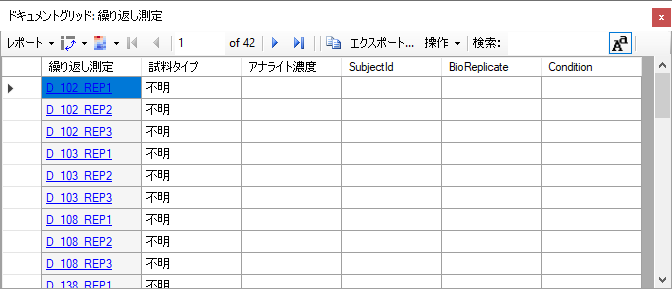 ドキュメントグリッド: 繰り返し測定
レポート 1 of 42 エクスポート... 操作 検索: Aa
繰り返し測定 試料タイプ アナライト濃度 SubjectId BioReplicate Condition
D_102_REP1 不明
D_102_REP2 不明
D_102_REP3 不明
D_103_REP1 不明
D_103_REP2 不明
D_103_REP3 不明
D_108_REP1 不明
D_108_REP2 不明
D_108_REP3 不明
D_138_REP1 不明